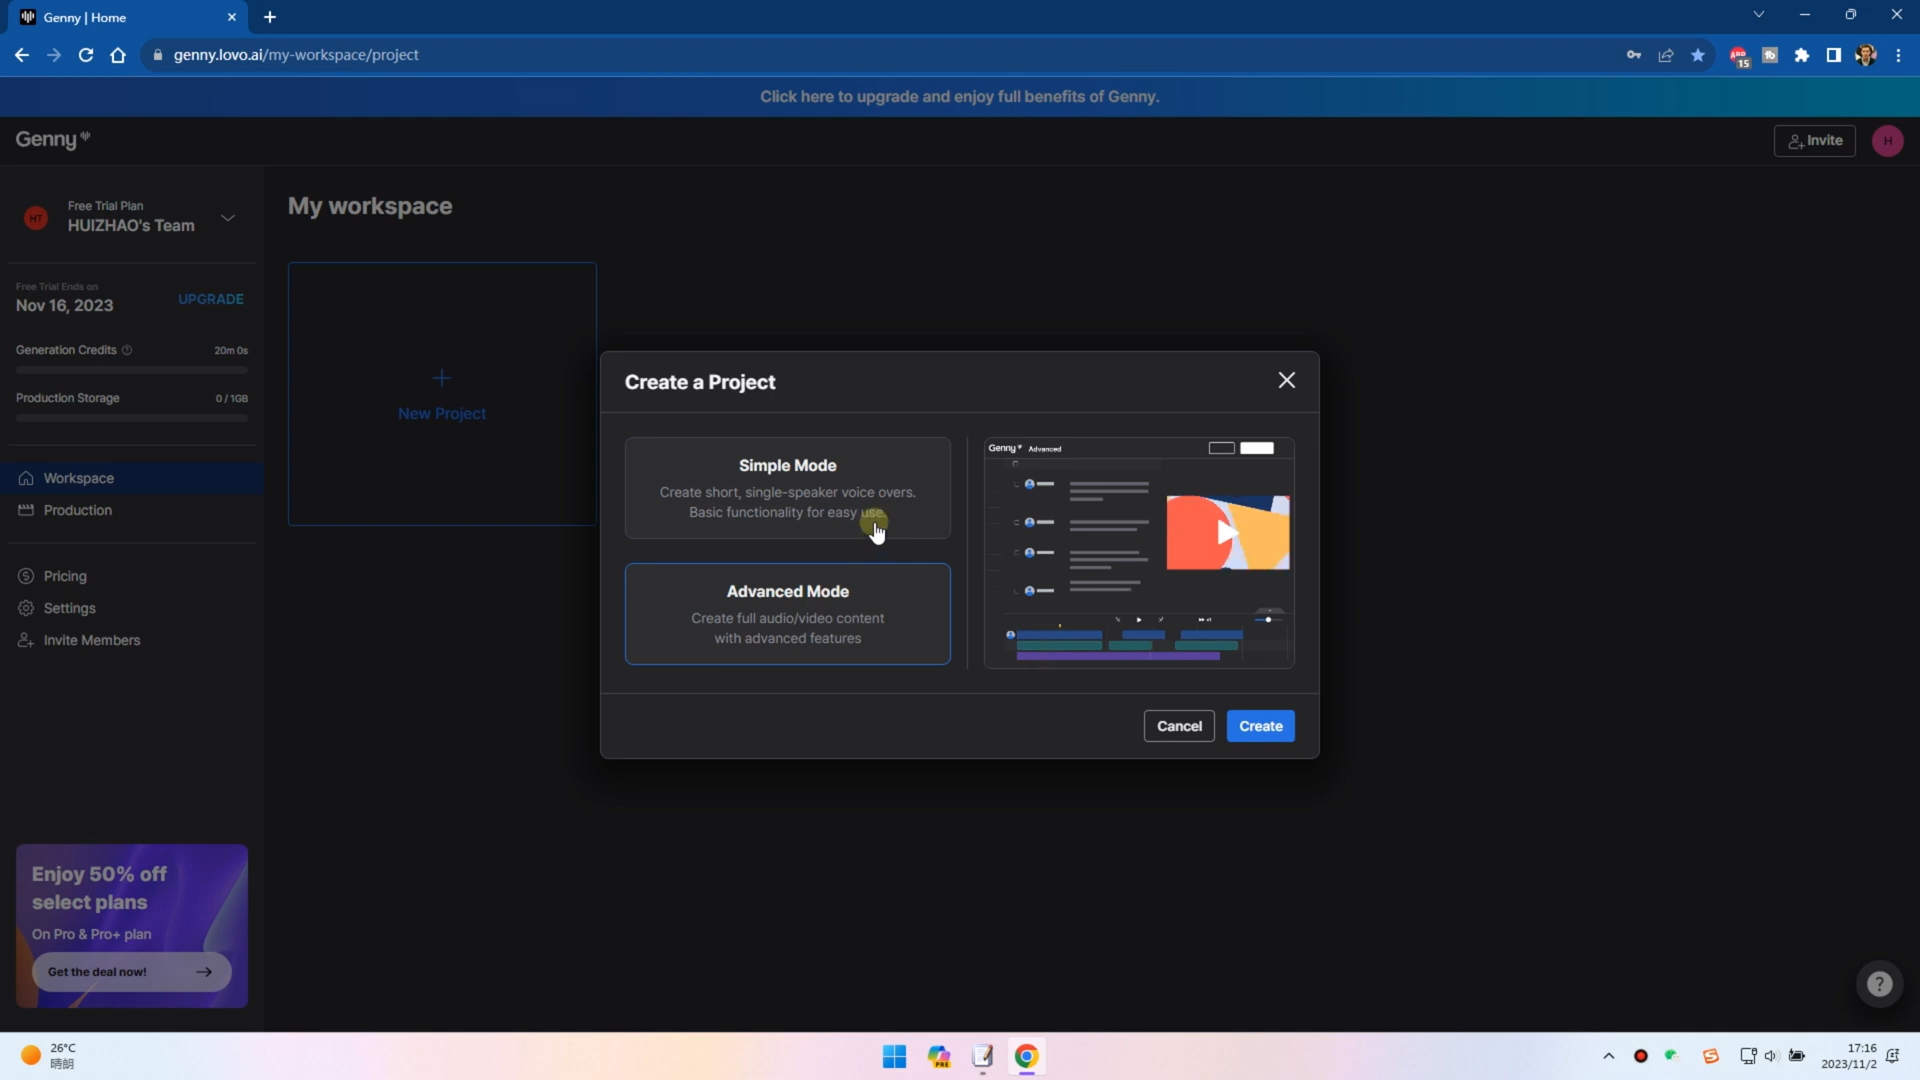 Genny | Home
genny.lovo.ai/my-workspace/project
ABP
15
Click here to upgrade and enjoy full benefits of Genny.
Genny
Invite
H
HT
Free Trial Plan
HUIZHAO's Team
My workspace
Free Trial Ends on
Nov 16, 2023
UPGRADE
Generation Credits
20m 0s
Production Storage
0 / 1GB
New Project
Workspace
Production
Pricing
Settings
Invite Members
Create a Project
Simple Mode
Create short, single-speaker voice overs.
Basic functionality for easy use.
Advanced Mode
Create full audio/video content
with advanced features
Genny Advanced
Cancel
Create
Enjoy 50% off
select plans
On Pro & Pro+ plan
Get the deal now!
?
26°C
晴朗
PRE
17:16
2023/11/2